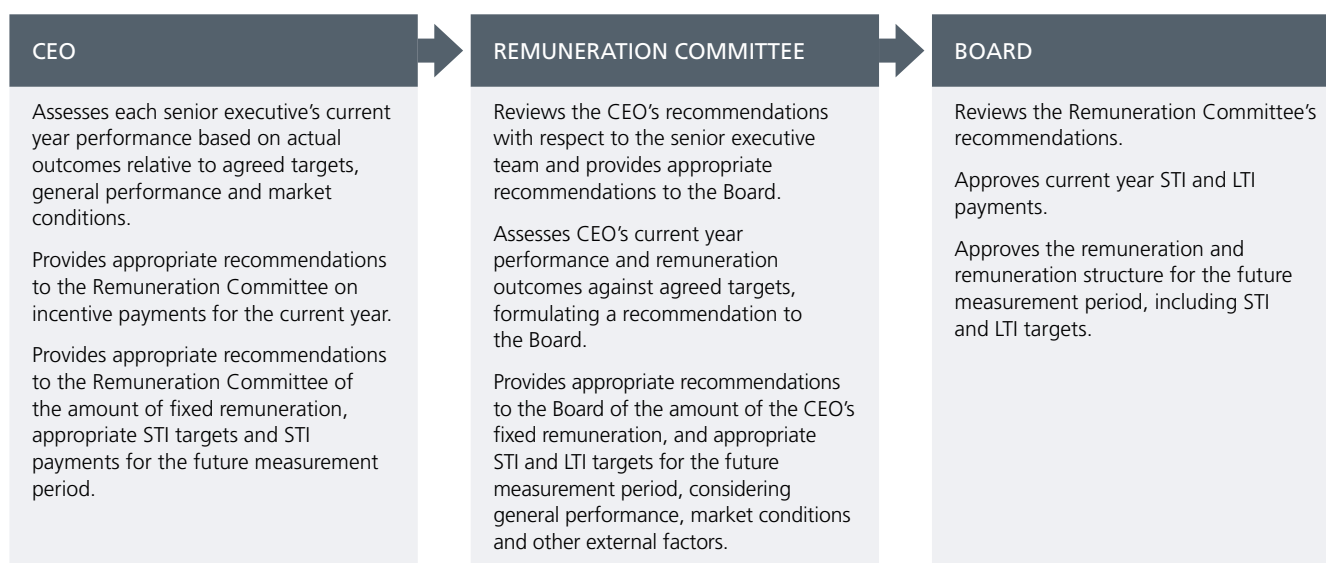 CEO
Assesses each senior executive’s current
year performance based on actual
outcomes relative to agreed targets,
general performance and market
conditions.
Provides appropriate recommendations
to the Remuneration Committee on
incentive payments for the current year.
Provides appropriate recommendations
to the Remuneration Committee of
the amount of fixed remuneration,
appropriate STI targets and STI
payments for the future measurement
period.
REMUNERATION COMMITTEE
Reviews the CEO’s recommendations
with respect to the senior executive
team and provides appropriate
recommendations to the Board.
Assesses CEO’s current year
performance and remuneration
outcomes against agreed targets,
formulating a recommendation to
the Board.
Provides appropriate recommendations
to the Board of the amount of the CEO’s
fixed remuneration, and appropriate
STI and LTI targets for the future
measurement period, considering
general performance, market conditions
and other external factors.
BOARD
Reviews the Remuneration Committee’s
recommendations.
Approves current year STI and LTI
payments.
Approves the remuneration and
remuneration structure for the future
measurement period, including STI
and LTI targets.